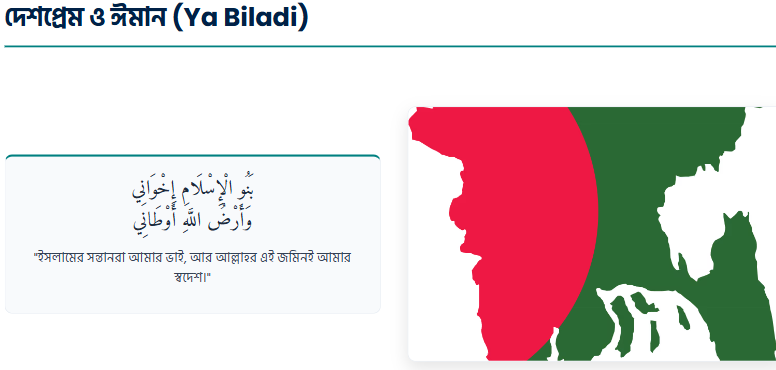 দেশপ্রেম ও ঈমান (Ya Biladi)
بَنُو الْإِسْلَامِ إِخْوَانِي
وَأَرْضُ اللَّهِ أَوْطَانِي
"ইসলামের সন্তানরা আমার ভাই, আর আল্লাহর এই জমিনই আমার
স্বদেশ।"